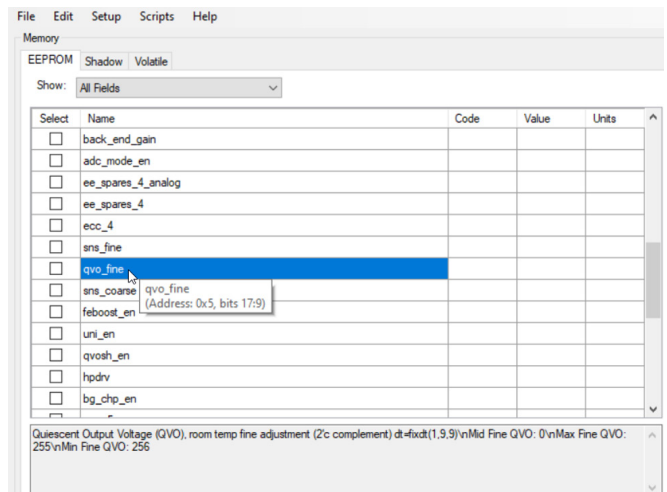 File Edit Setup Scripts Help
Memory
EEPROM Shadow Volatile
Show: All Fields
Select Name Code Value Units
back_end_gain
adc_mode_en
ee_spares_4_analog
ee_spares_4
ecc_4
sns_fine
qvo_fine
sns_coarse
qvo_fine
(Address: 0x5, bits 17:9)
feboost_en
uni_en
qvosh_en
hpdrv
bg_chp_en
Quiescent Output Voltage (QVO), room temp fine adjustment (2'c complement) dt=fixdt(1,9,9)\nMid Fine QVO: 0\nMax Fine QVO:
255\nMin Fine QVO: 256